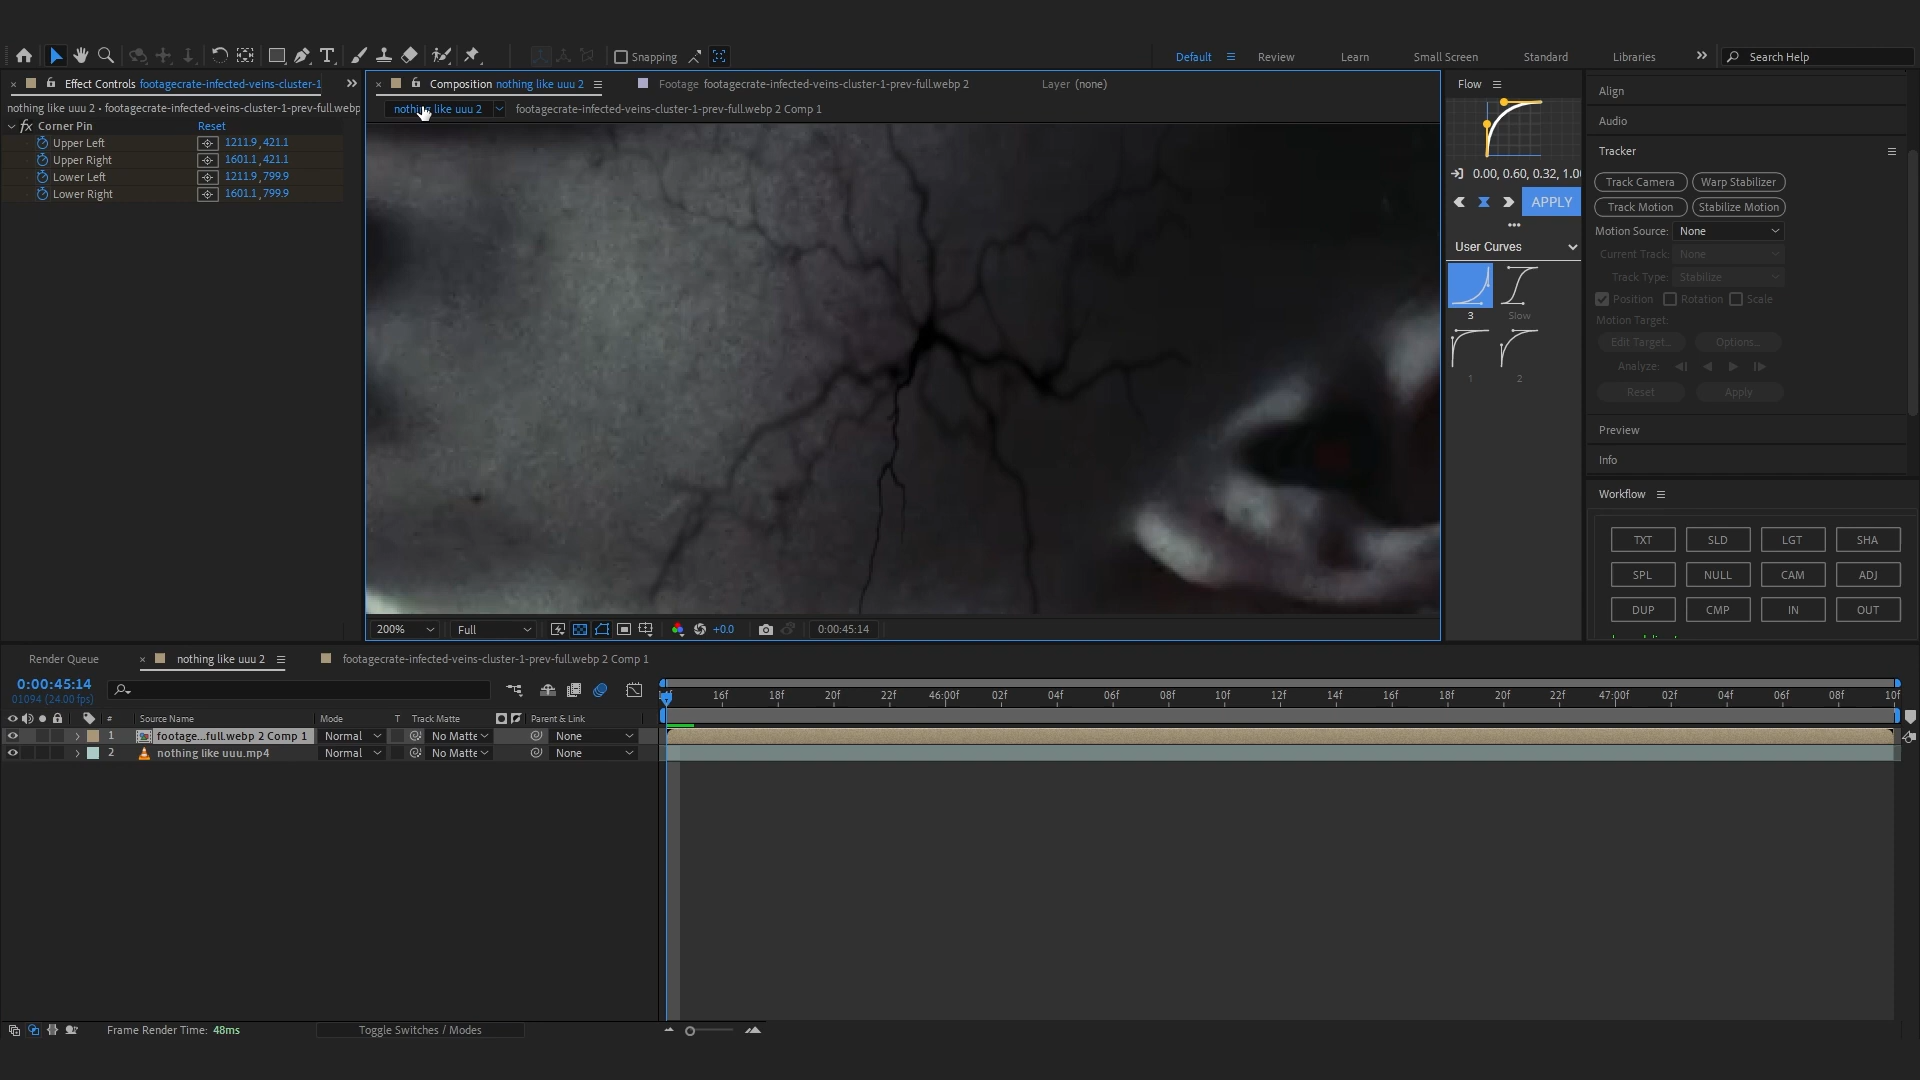 Snapping
Default
Review
Learn
Small Screen
Standard
Libraries
Search Help
Effect Controls footagecrate-infected-veins-cluster-1
Composition nothing like uuu 2
Footage footagecrate-infected-veins-cluster-1-prev-full.webp 2
Layer (none)
Flow
Align
nothing like uuu 2 • footagecrate-infected-veins-cluster-1-prev-full.webp
nothing like uuu 2
footagecrate-infected-veins-cluster-1-prev-full.webp 2 Comp 1
fx Corner Pin Reset
Upper Left 1211.9, 421.1
Upper Right 1601.1, 421.1
Lower Left 1211.9, 799.9
Lower Right 1601.1, 799.9
0.00, 0.60, 0.32, 1.0
APPLY
User Curves
3
Slow
1
2
Audio
Tracker
Track Camera
Warp Stabilizer
Track Motion
Stabilize Motion
Motion Source: None
Current Track: None
Track Type: Stabilize
Position Rotation Scale
Motion Target:
Edit Target...
Options...
Analyze:
Reset
Apply
Preview
Info
Workflow
TXT SLD LGT SHA
SPL NULL CAM ADJ
DUP CMP IN OUT
200% Full +0.0 0:00:45:14
Render Queue
nothing like uuu 2
footagecrate-infected-veins-cluster-1-prev-full.webp 2 Comp 1
0:00:45:14
01094 (24.00 fps)
16f 18f 20f 22f 46:00f 02f 04f 06f 08f 10f 12f 14f 16f 18f 20f 22f 47:00f 02f 04f 06f 08f 10f
# Source Name Mode T Track Matte Parent & Link
1 footage...full.webp 2 Comp 1 Normal No Matte None
2 nothing like uuu.mp4 Normal No Matte None
Frame Render Time: 48ms
Toggle Switches / Modes